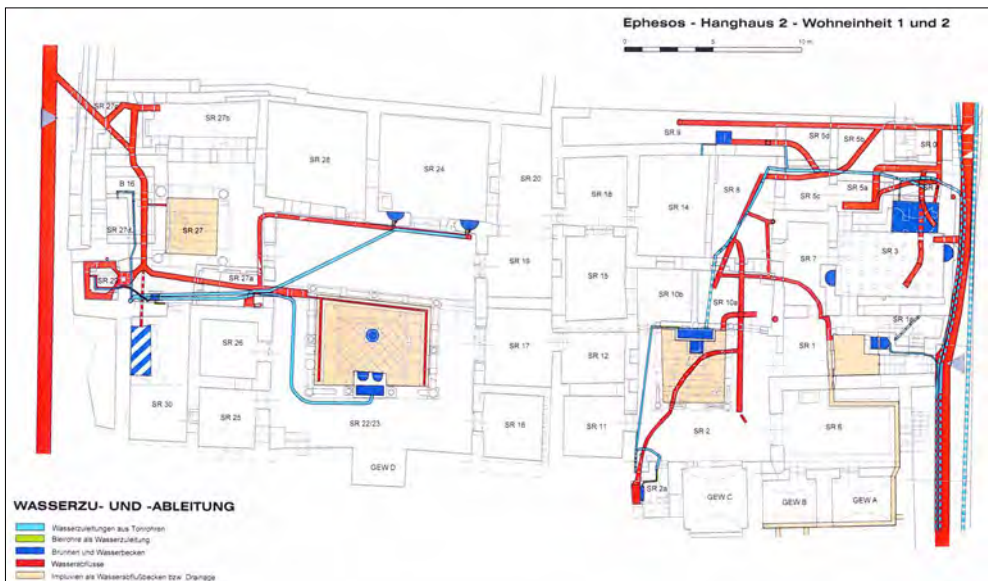 Ephesos - Hanghaus 2 - Wohneinheit 1 und 2
0 5 10 m
SR 27c
SR 27b
SR 28
SR 24
SR 20
SR 9
SR 5d
SR 5b
SR 18
SR 14
SR 8
SR 5c
SR 5a
B 16
SR 27
SR 3
SR 19
SR 15
SR 7
SR 27a
SR 10b
SR 10a
SR 26
SR 17
SR 12
SR 1
SR 30
SR 25
SR 22/23
SR 16
SR 11
SR 2
SR 6
GEW D
SR 2a
GEW C
GEW B
GEW A
WASSERZU- UND -ABLEITUNG
Wasserzuleitungen aus Tonrohren
Bleirohre als Wasserzuleitung
Brunnen und Wasserbecken
Wasserabflüsse
Impluvien als Wasserabflußbecken bzw. Drainage